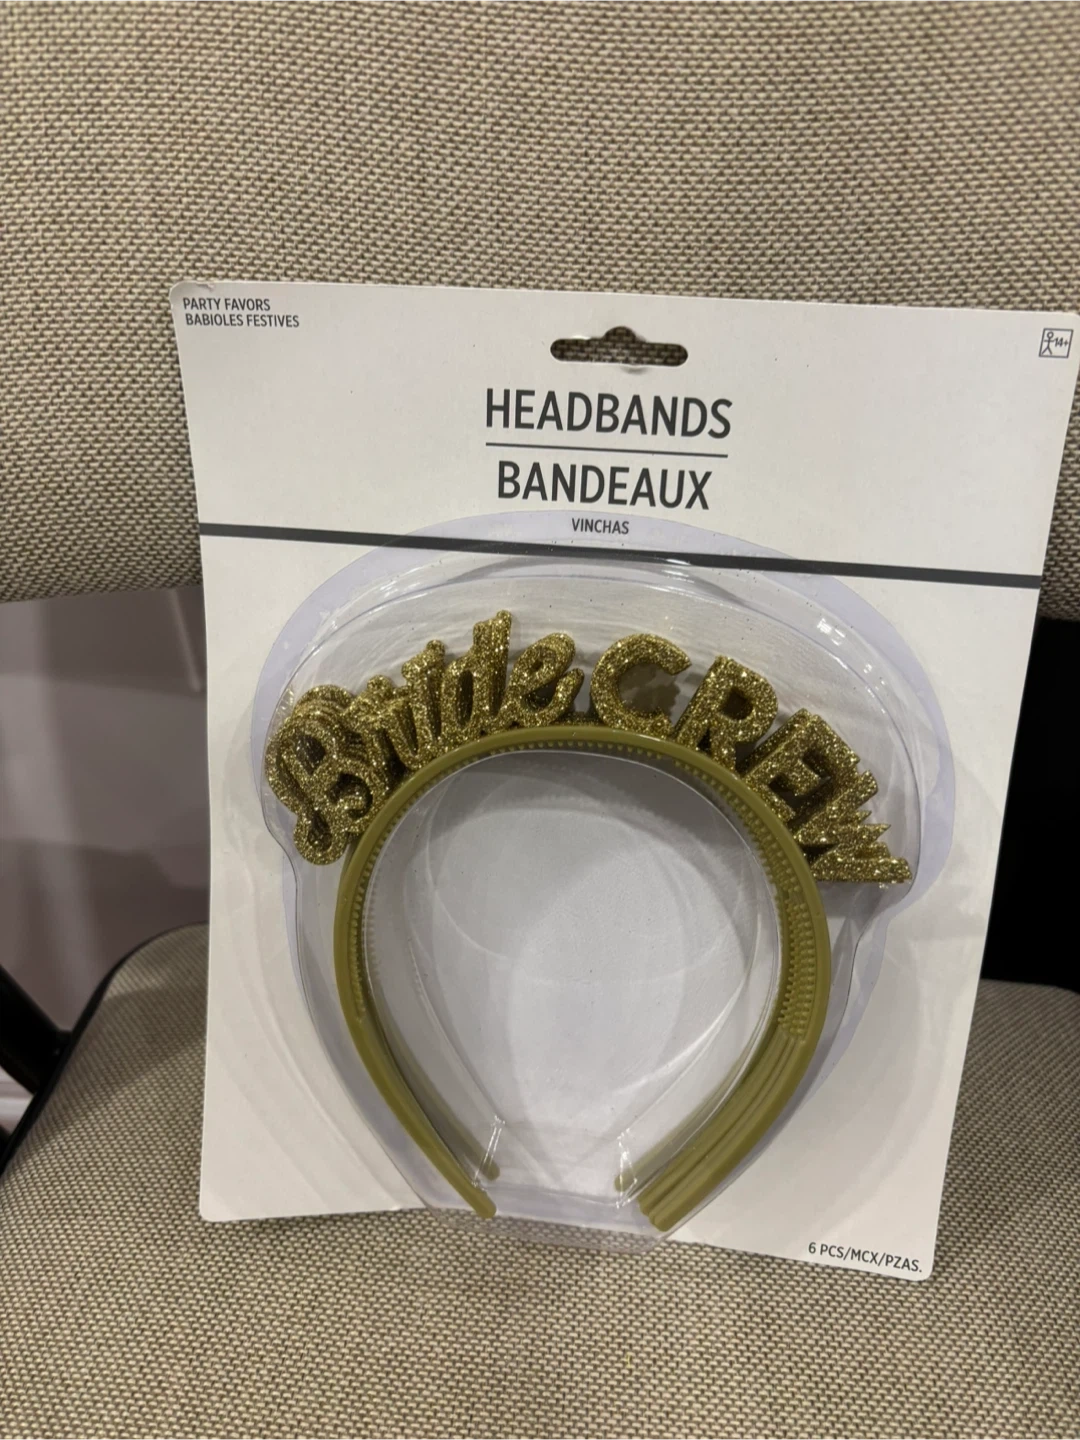 PARTY FAVORS
BABIOLES FESTIVES
14+
HEADBANDS
BANDEAUX
VINCHAS
Bride CREW
6 PCS/MCX/PZAS.